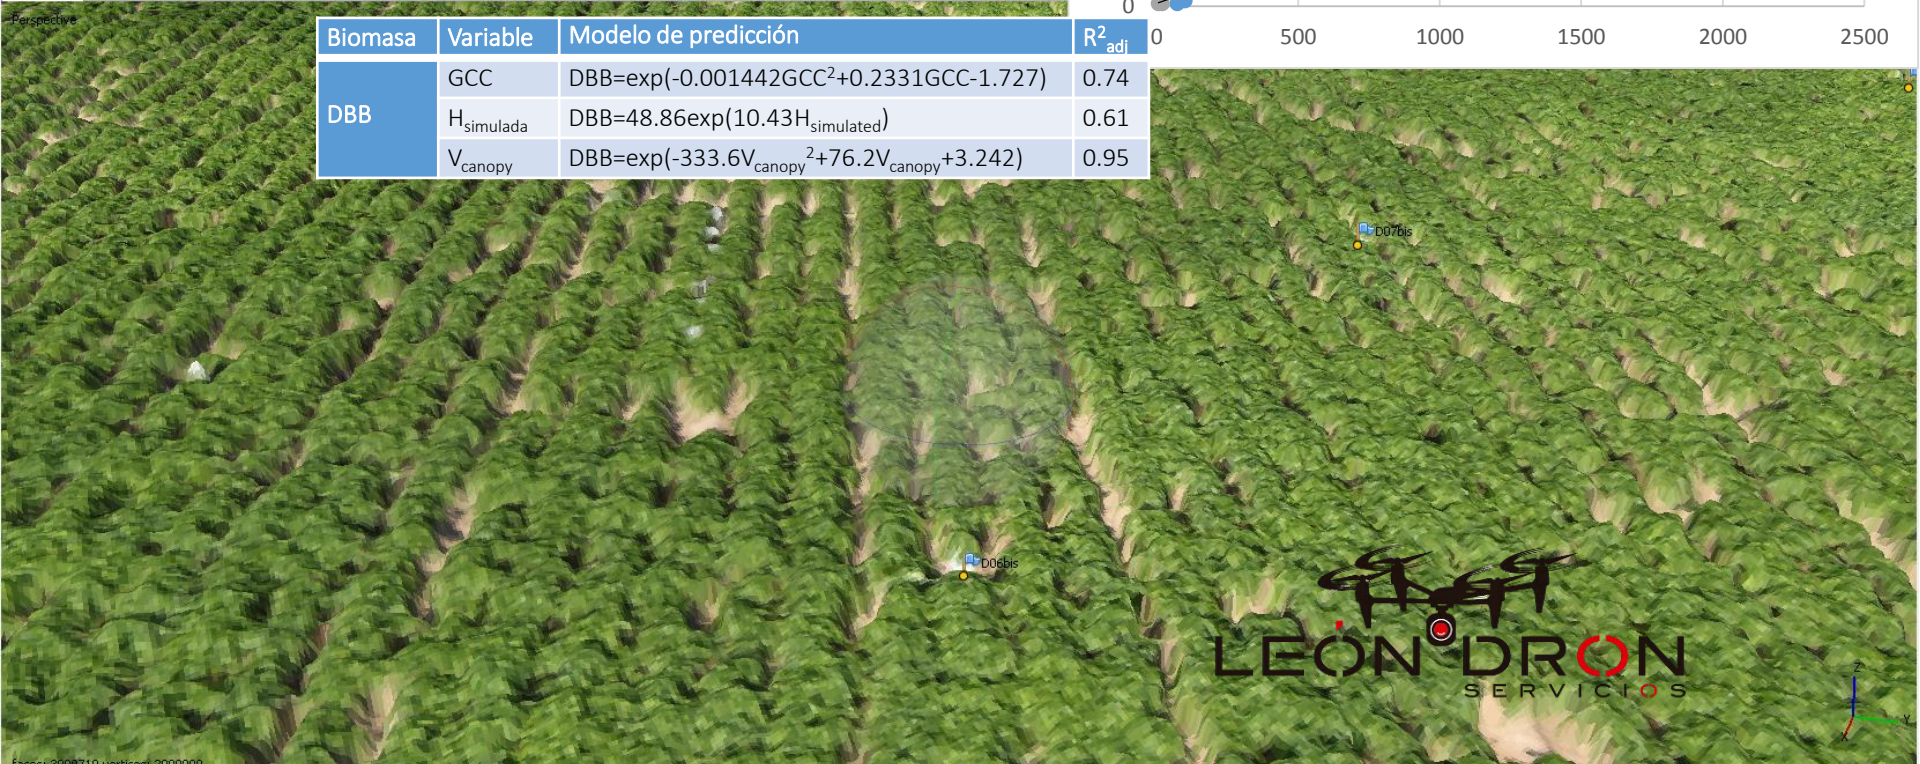 Perspective
0
0 500 1000 1500 2000 2500
Biomasa Variable Modelo de predicción R²adj
DBB
GCC DBB=exp(-0.001442GCC²+0.2331GCC-1.727) 0.74
Hsimulada DBB=48.86exp(10.43Hsimulated) 0.61
Vcanopy DBB=exp(-333.6Vcanopy²+76.2Vcanopy+3.242) 0.95
D07bis
D06bis
LEÓN DRON
SERVICIOS
Z
Y
X